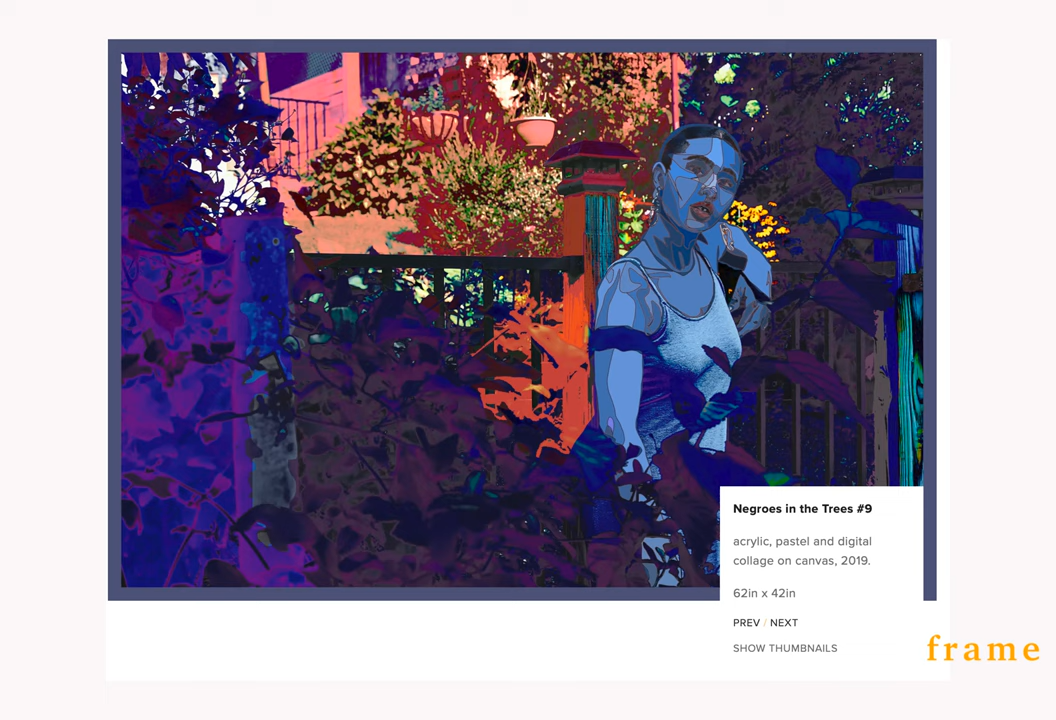 Negroes in the Trees #9
acrylic, pastel and digital
collage on canvas, 2019.
62in x 42in
PREV / NEXT
SHOW THUMBNAILS
frame